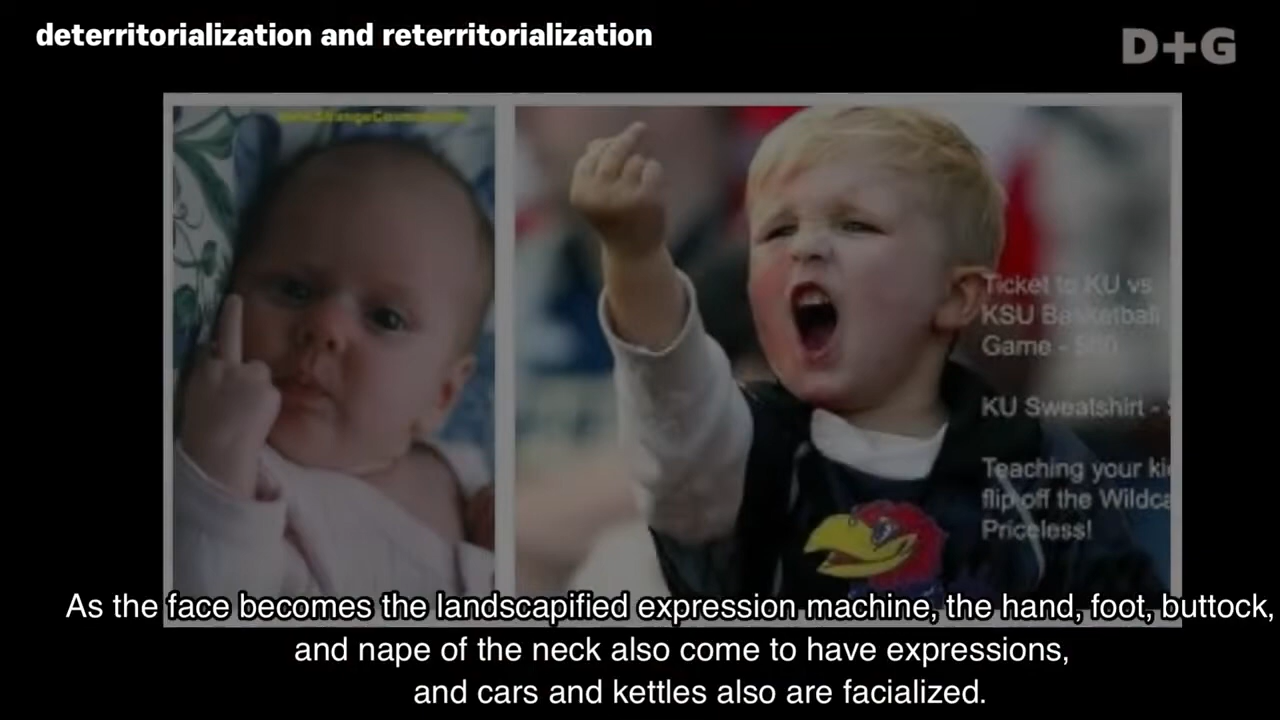 deterritorialization and reterritorialization
D+G
Ticket to KU vs
KSU Basketball
Game -
KU Sweatshirt -
Teaching your
flip off the
Priceless!
As the face becomes the landscapified expression machine, the hand, foot, buttock,
and nape of the neck also come to have expressions,
and cars and kettles also are facialized.